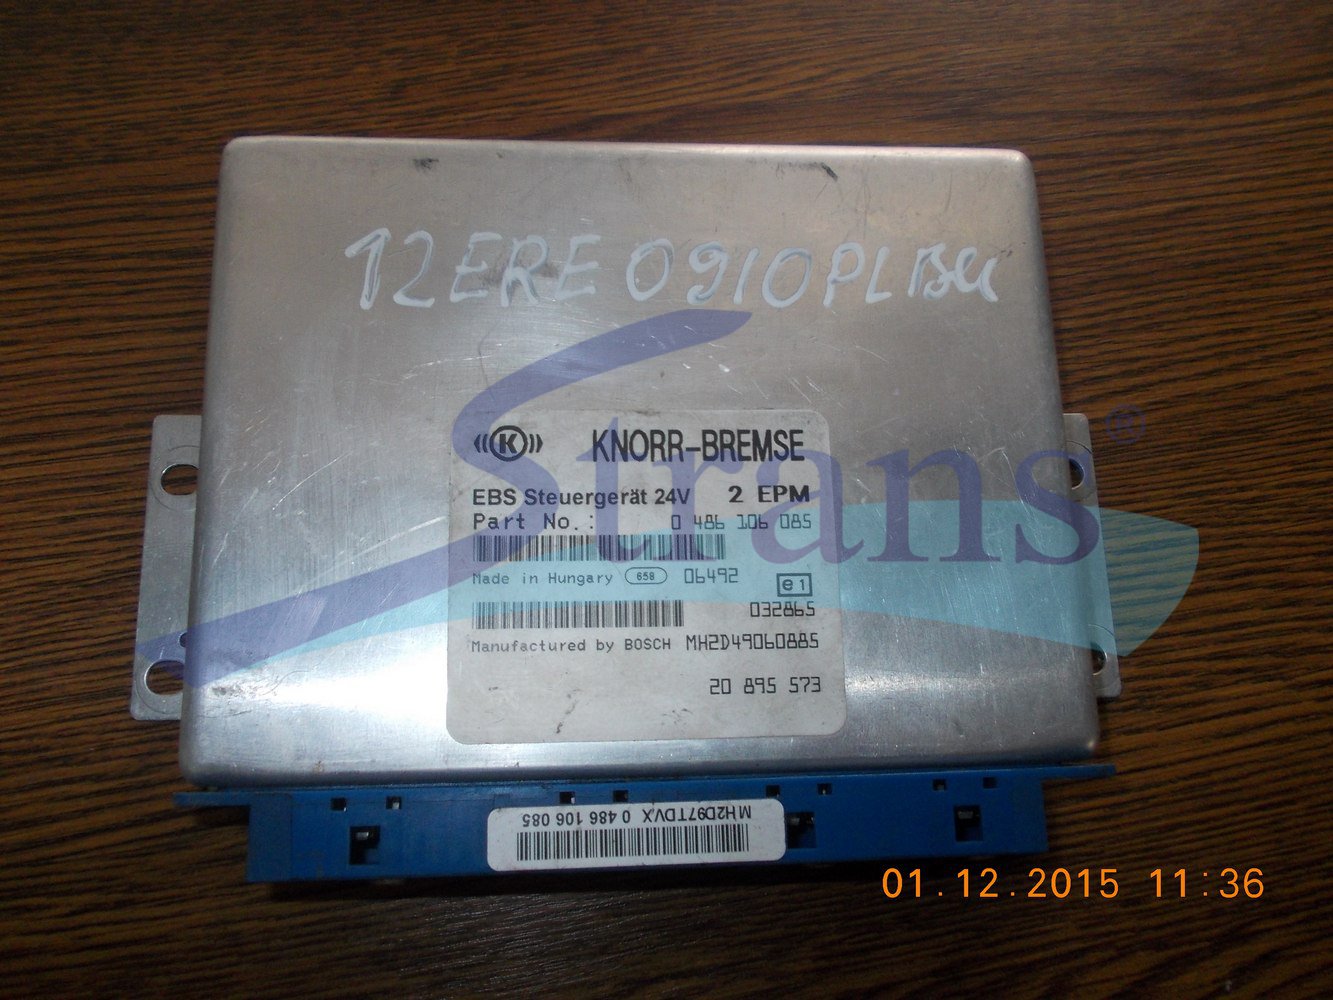 12ERE0910PL
Strans®
K KNORR-BREMSE
EBS Steuergerät 24V 2 EPM
Part No.: 0 486 106 085
Made in Hungary 658 06492 e1
032865
Manufactured by BOSCH MH2D49060885
20 895 573
MH2D97TDVX 0 486 106 085
01.12.2015 11:36